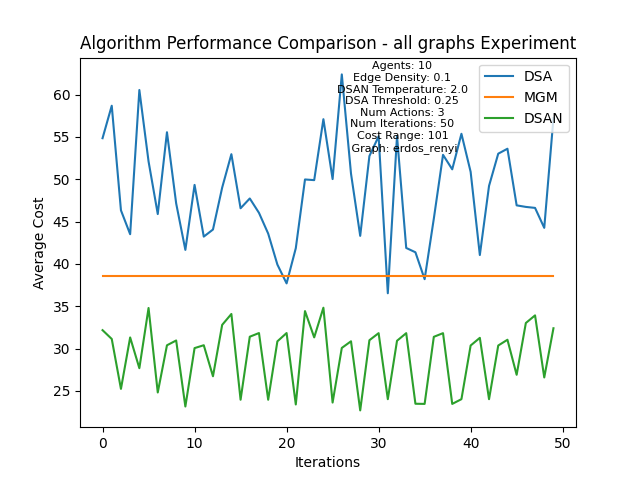 Algorithm Performance Comparison - all graphs Experiment
Agents: 10
Edge Density: 0.1
DSAN Temperature: 2.0
DSA Threshold: 0.25
Num Actions: 3
Num Iterations: 50
Cost Range: 101
Graph: erdos_renyi
DSA
MGM
DSAN
Average Cost
60
55
50
45
40
35
30
25
0 10 20 30 40 50
Iterations